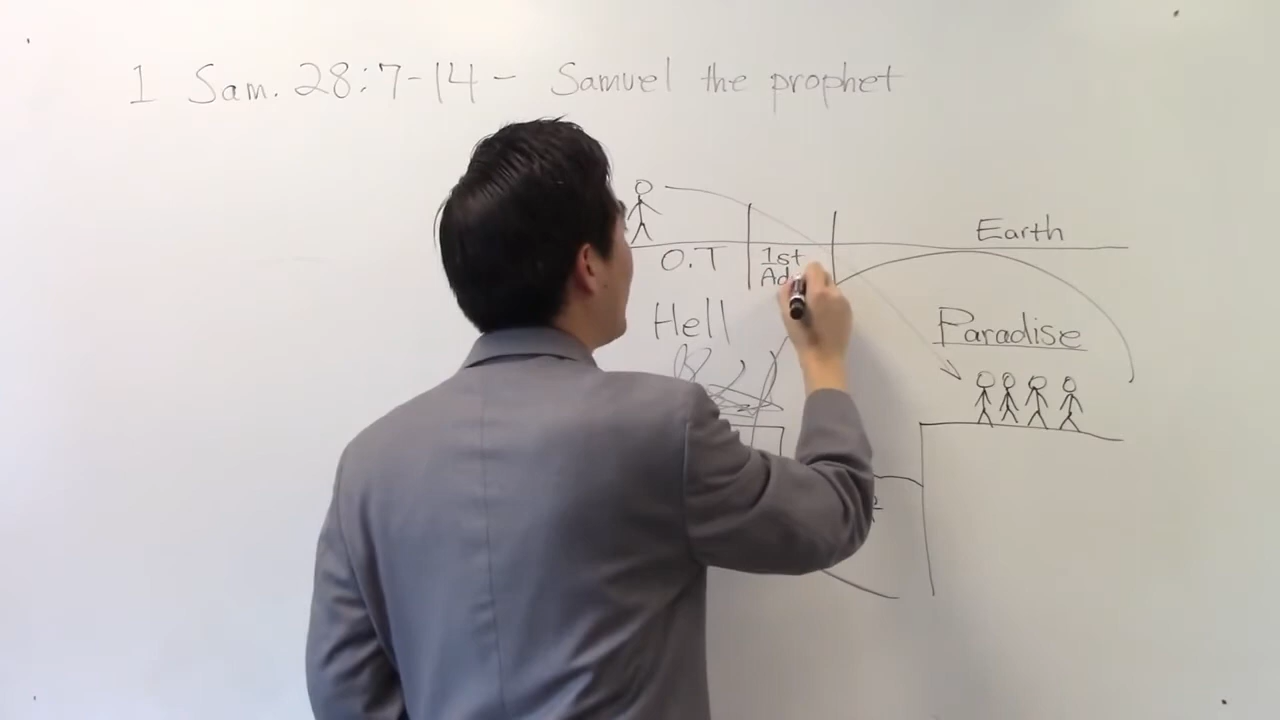 1 Sam. 28:7-14 - Samuel the prophet
Earth
O.T
1st
Ad
Hell
Paradise